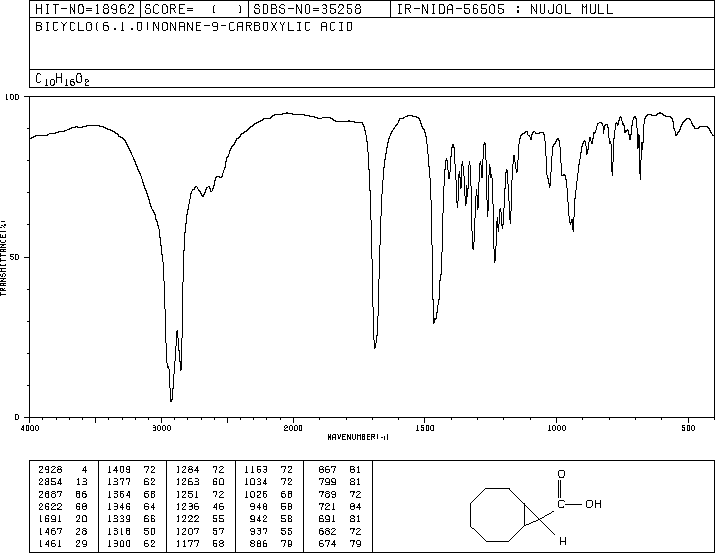 HIT-NO=18962 SCORE= ( ) SDBS-NO=35258 IR-NIDA-56505 : NUJOL MULL
BICYCLO(6.1.0)NONANE-9-CARBOXYLIC ACID
C10H16O2
100
50
0
TRANSMITTANCE(%)
4000 3000 2000 1500 1000 500
WAVENUMBER(-1)
2928 4 1409 72 1284 72 1153 72 867 81
2854 13 1377 62 1263 60 1034 72 799 81
2687 66 1364 68 1251 72 1026 68 789 72
2622 68 1346 64 1236 46 948 58 721 84
1691 20 1339 66 1222 55 942 58 691 81
1467 28 1318 50 1207 57 937 55 682 72
1461 29 1300 62 1177 58 886 79 674 79
O
C OH
H